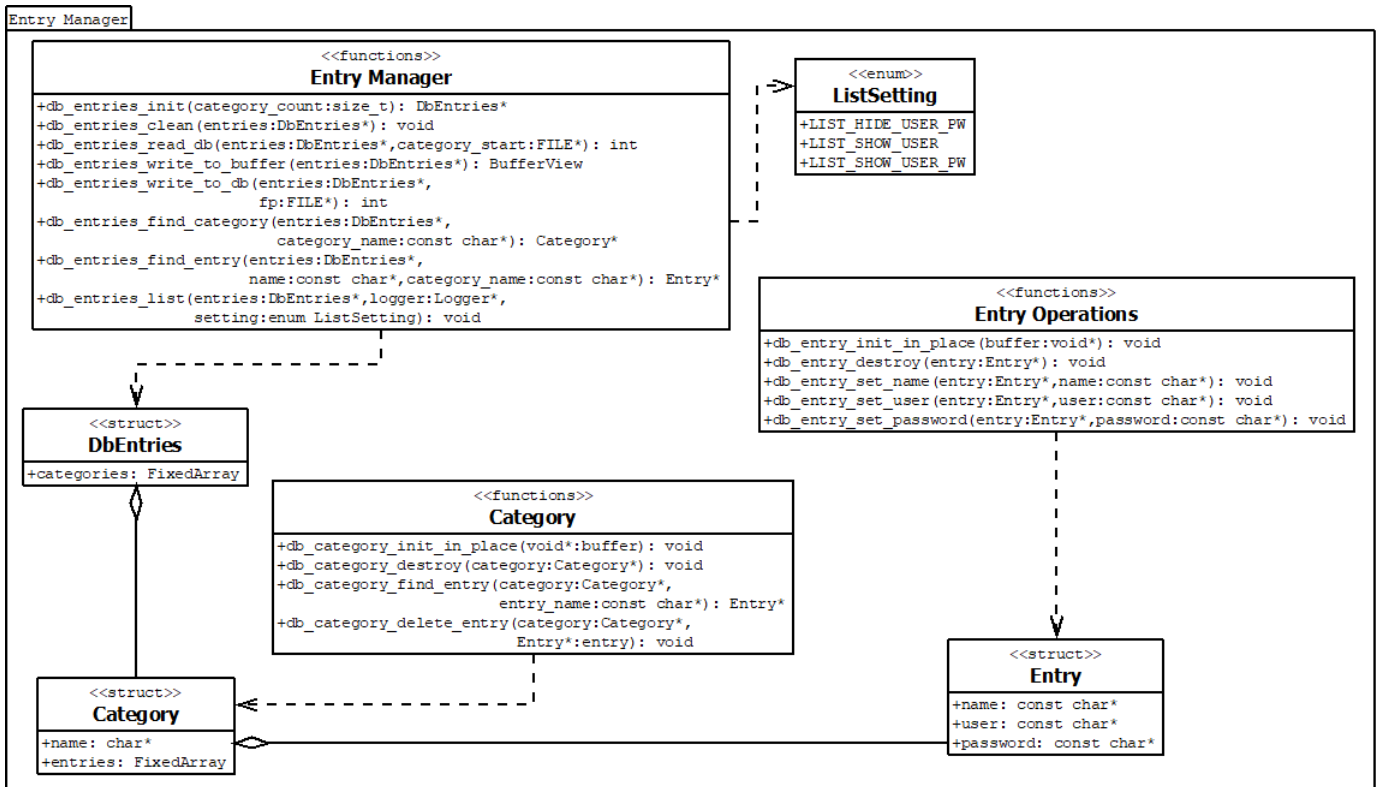 Entry Manager
<<functions>>
Entry Manager
+db_entries_init(category_count:size_t): DbEntries*
+db_entries_clean(entries:DbEntries*): void
+db_entries_read_db(entries:DbEntries*,category_start:FILE*): int
+db_entries_write_to_buffer(entries:DbEntries*): BufferView
+db_entries_write_to_db(entries:DbEntries*,
fp:FILE*): int
+db_entries_find_category(entries:DbEntries*,
category_name:const char*): Category*
+db_entries_find_entry(entries:DbEntries*,
name:const char*,category_name:const char*): Entry*
+db_entries_list(entries:DbEntries*,logger:Logger*,
setting:enum ListSetting): void
<<enum>>
ListSetting
+LIST_HIDE_USER_PW
+LIST_SHOW_USER
+LIST_SHOW_USER_PW
<<functions>>
Entry Operations
+db_entry_init_in_place(buffer:void*): void
+db_entry_destroy(entry:Entry*): void
+db_entry_set_name(entry:Entry*,name:const char*): void
+db_entry_set_user(entry:Entry*,user:const char*): void
+db_entry_set_password(entry:Entry*,password:const char*): void
<<struct>>
DbEntries
+categories: FixedArray
<<functions>>
Category
+db_category_init_in_place(void*:buffer): void
+db_category_destroy(category:Category*): void
+db_category_find_entry(category:Category*,
entry_name:const char*): Entry*
+db_category_delete_entry(category:Category*,
Entry*:entry): void
<<struct>>
Category
+name: char*
+entries: FixedArray
<<struct>>
Entry
+name: const char*
+user: const char*
+password: const char*